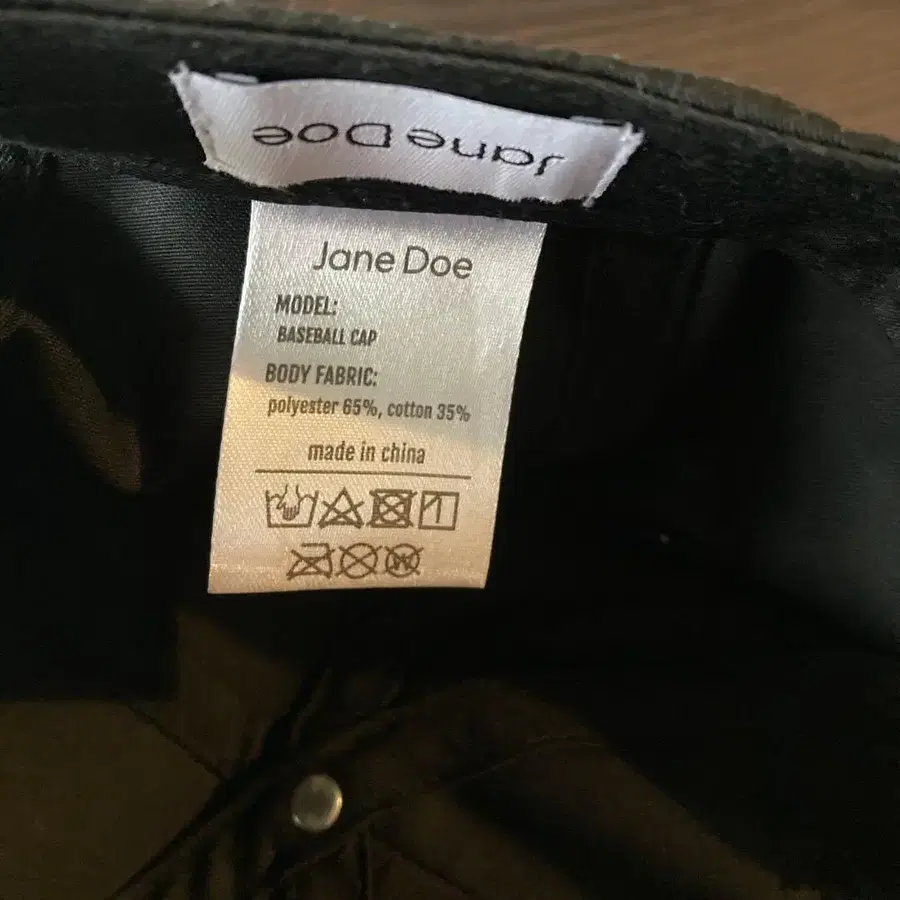 Jane Doe
Jane Doe
MODEL:
BASEBALL CAP
BODY FABRIC:
polyester 65%, cotton 35%
made in china
W